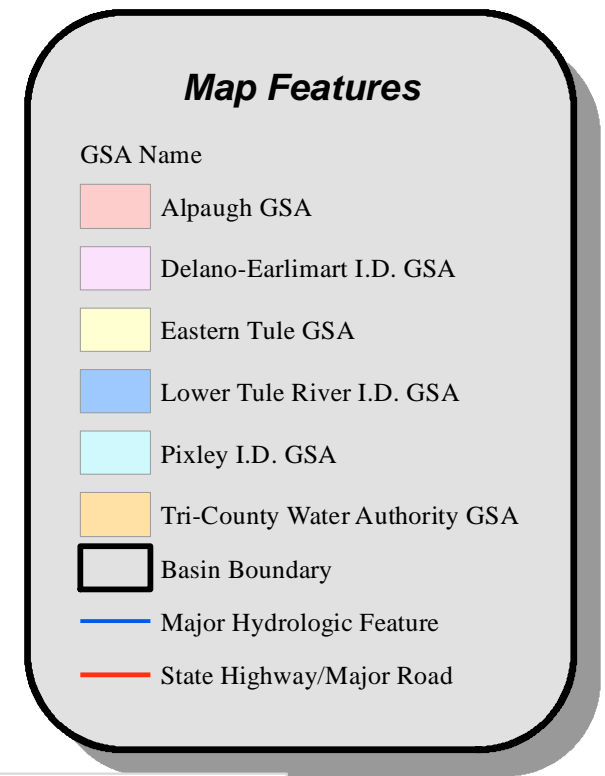 Map Features
GSA Name
Alpaugh GSA
Delano-Earlimart I.D. GSA
Eastern Tule GSA
Lower Tule River I.D. GSA
Pixley I.D. GSA
Tri-County Water Authority GSA
Basin Boundary
Major Hydrologic Feature
State Highway/Major Road